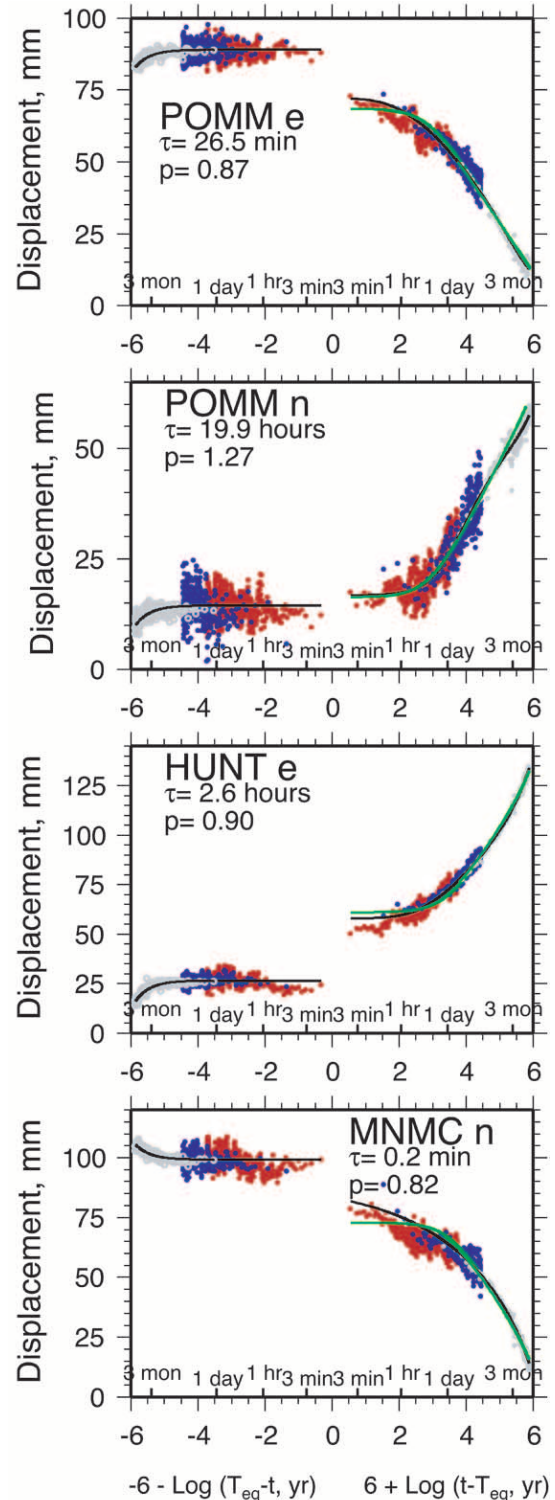 100
75
50
25
0
Displacement, mm
POMM e
τ= 26.5 min
p= 0.87
3 mon 1 day 1 hr 3 min 3 min 1 hr 1 day 3 mon
-6 -4 -2 0 2 4 6
50
25
0
Displacement, mm
POMM n
τ= 19.9 hours
p= 1.27
3 mon 1 day 1 hr 3 min 3 min 1 hr 1 day 3 mon
-6 -4 -2 0 2 4 6
125
100
75
50
25
0
Displacement, mm
HUNT e
τ= 2.6 hours
p= 0.90
3 mon 1 day 1 hr 3 min 3 min 1 hr 1 day 3 mon
-6 -4 -2 0 2 4 6
100
75
50
25
0
Displacement, mm
MNMC n
τ= 0.2 min
p= 0.82
3 mon 1 day 1 hr 3 min 3 min 1 hr 1 day 3 mon
-6 -4 -2 0 2 4 6
-6 - Log (Teq-t, yr) 6 + Log (t-Teq, yr)